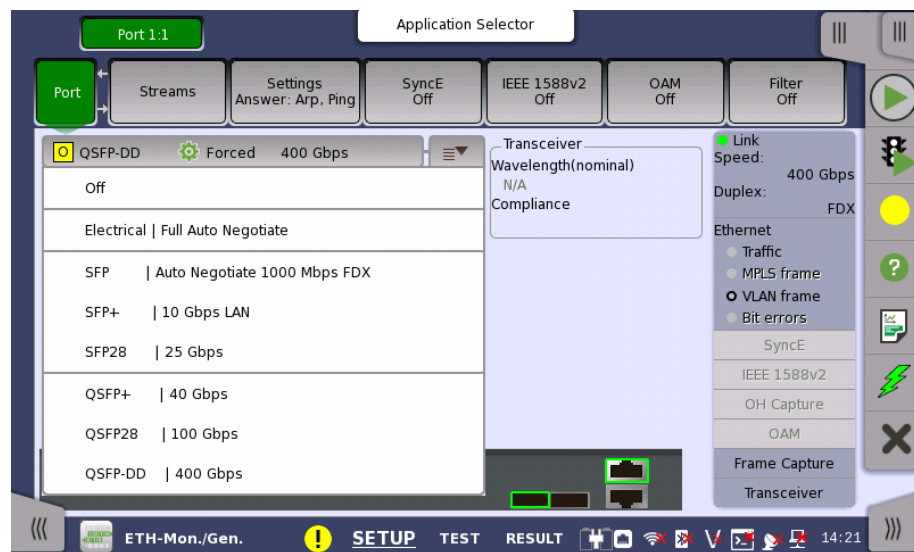 Application Selector
Port 1:1
Port
Streams
Settings
Answer: Arp, Ping
SyncE
Off
IEEE 1588v2
Off
OAM
Off
Filter
Off
O QSFP-DD Forced 400 Gbps
Off
Electrical | Full Auto Negotiate
SFP | Auto Negotiate 1000 Mbps FDX
SFP+ | 10 Gbps LAN
SFP28 | 25 Gbps
QSFP+ | 40 Gbps
QSFP28 | 100 Gbps
QSFP-DD | 400 Gbps
Transceiver
Wavelength(nominal)
N/A
Compliance
Link
Speed:
400 Gbps
Duplex:
FDX
Ethernet
Traffic
MPLS frame
VLAN frame
Bit errors
SyncE
IEEE 1588v2
OH Capture
OAM
Frame Capture
Transceiver
ETH-Mon./Gen. ! SETUP TEST RESULT 14:21